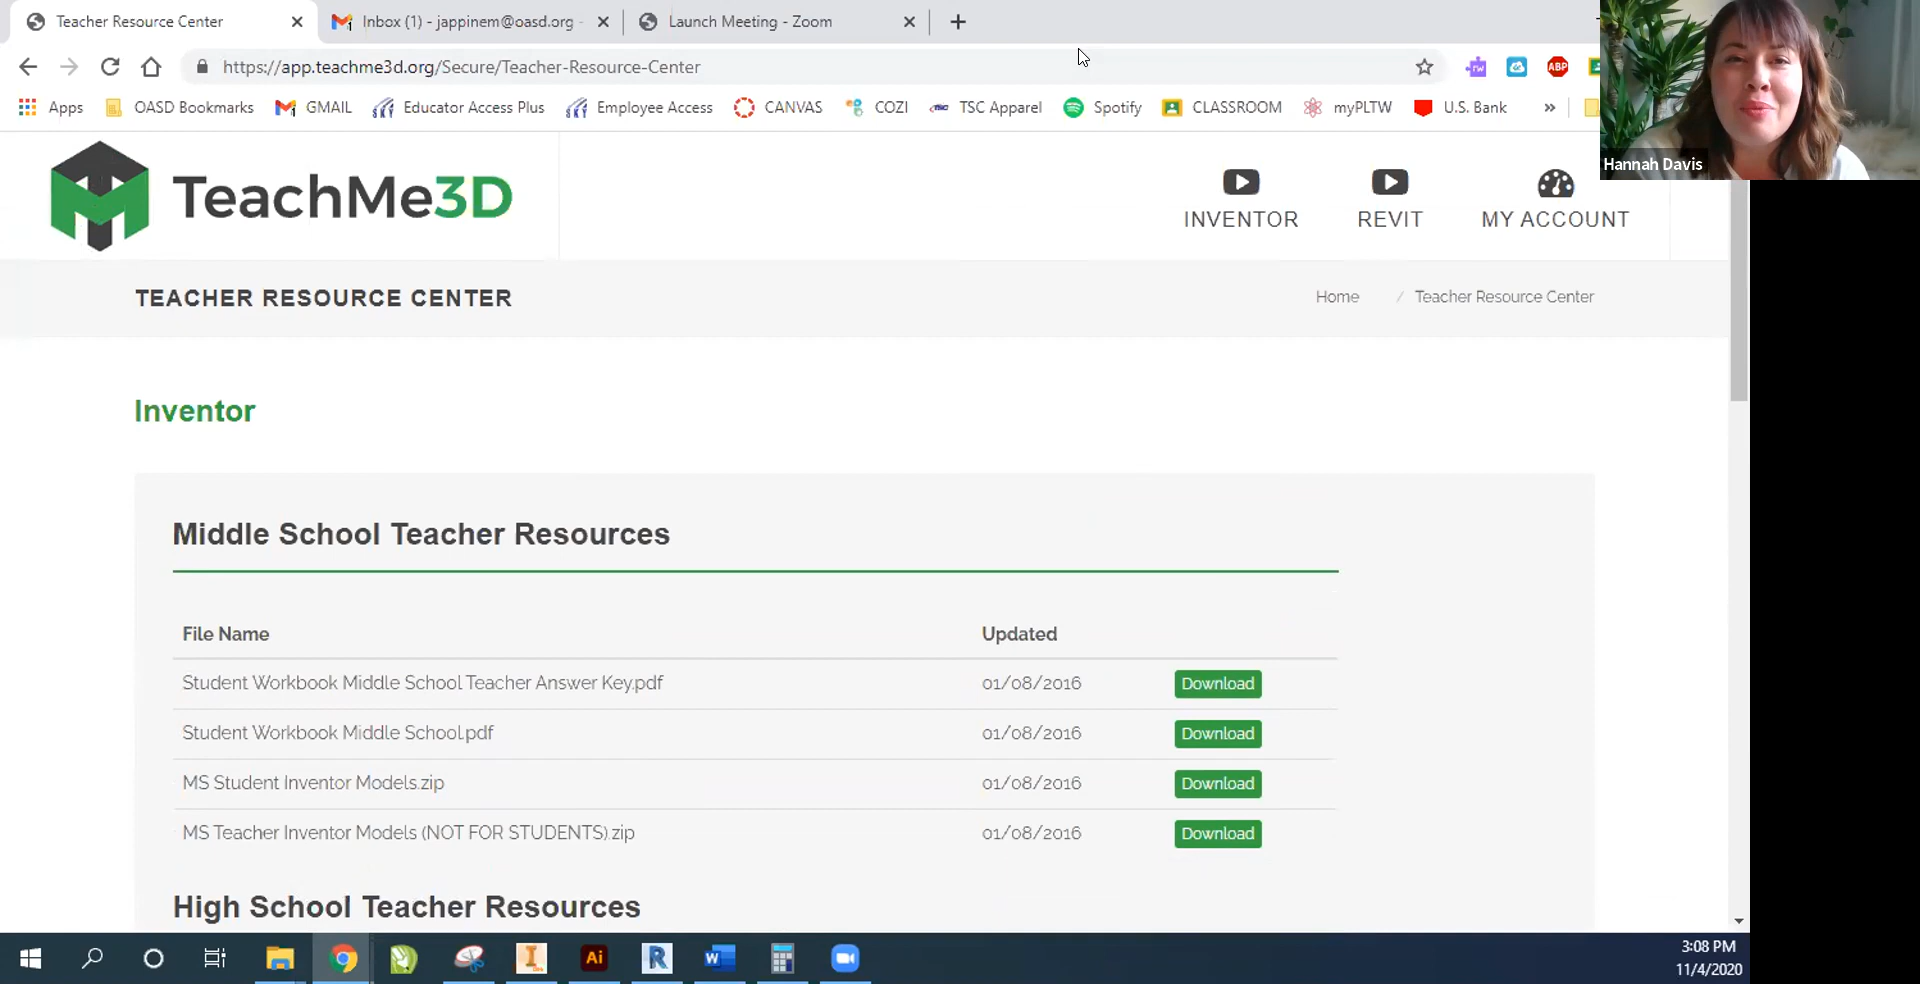 Teacher Resource Center
Inbox (1) - jappinem@oasd.org -
Launch Meeting - Zoom
https://app.teachme3d.org/Secure/Teacher-Resource-Center
rw
ABP
Apps
OASD Bookmarks
GMAIL
Educator Access Plus
Employee Access
CANVAS
COZI
TSC Apparel
Spotify
CLASSROOM
myPLTW
U.S. Bank
»
Hannah Davis
TeachMe3D
INVENTOR
REVIT
MY ACCOUNT
TEACHER RESOURCE CENTER
Home / Teacher Resource Center
Inventor
Middle School Teacher Resources
File Name Updated
Student Workbook Middle School Teacher Answer Key.pdf 01/08/2016 Download
Student Workbook Middle School.pdf 01/08/2016 Download
MS Student Inventor Models.zip 01/08/2016 Download
MS Teacher Inventor Models (NOT FOR STUDENTS).zip 01/08/2016 Download
High School Teacher Resources
I
Ai
R
W
3:08 PM
11/4/2020